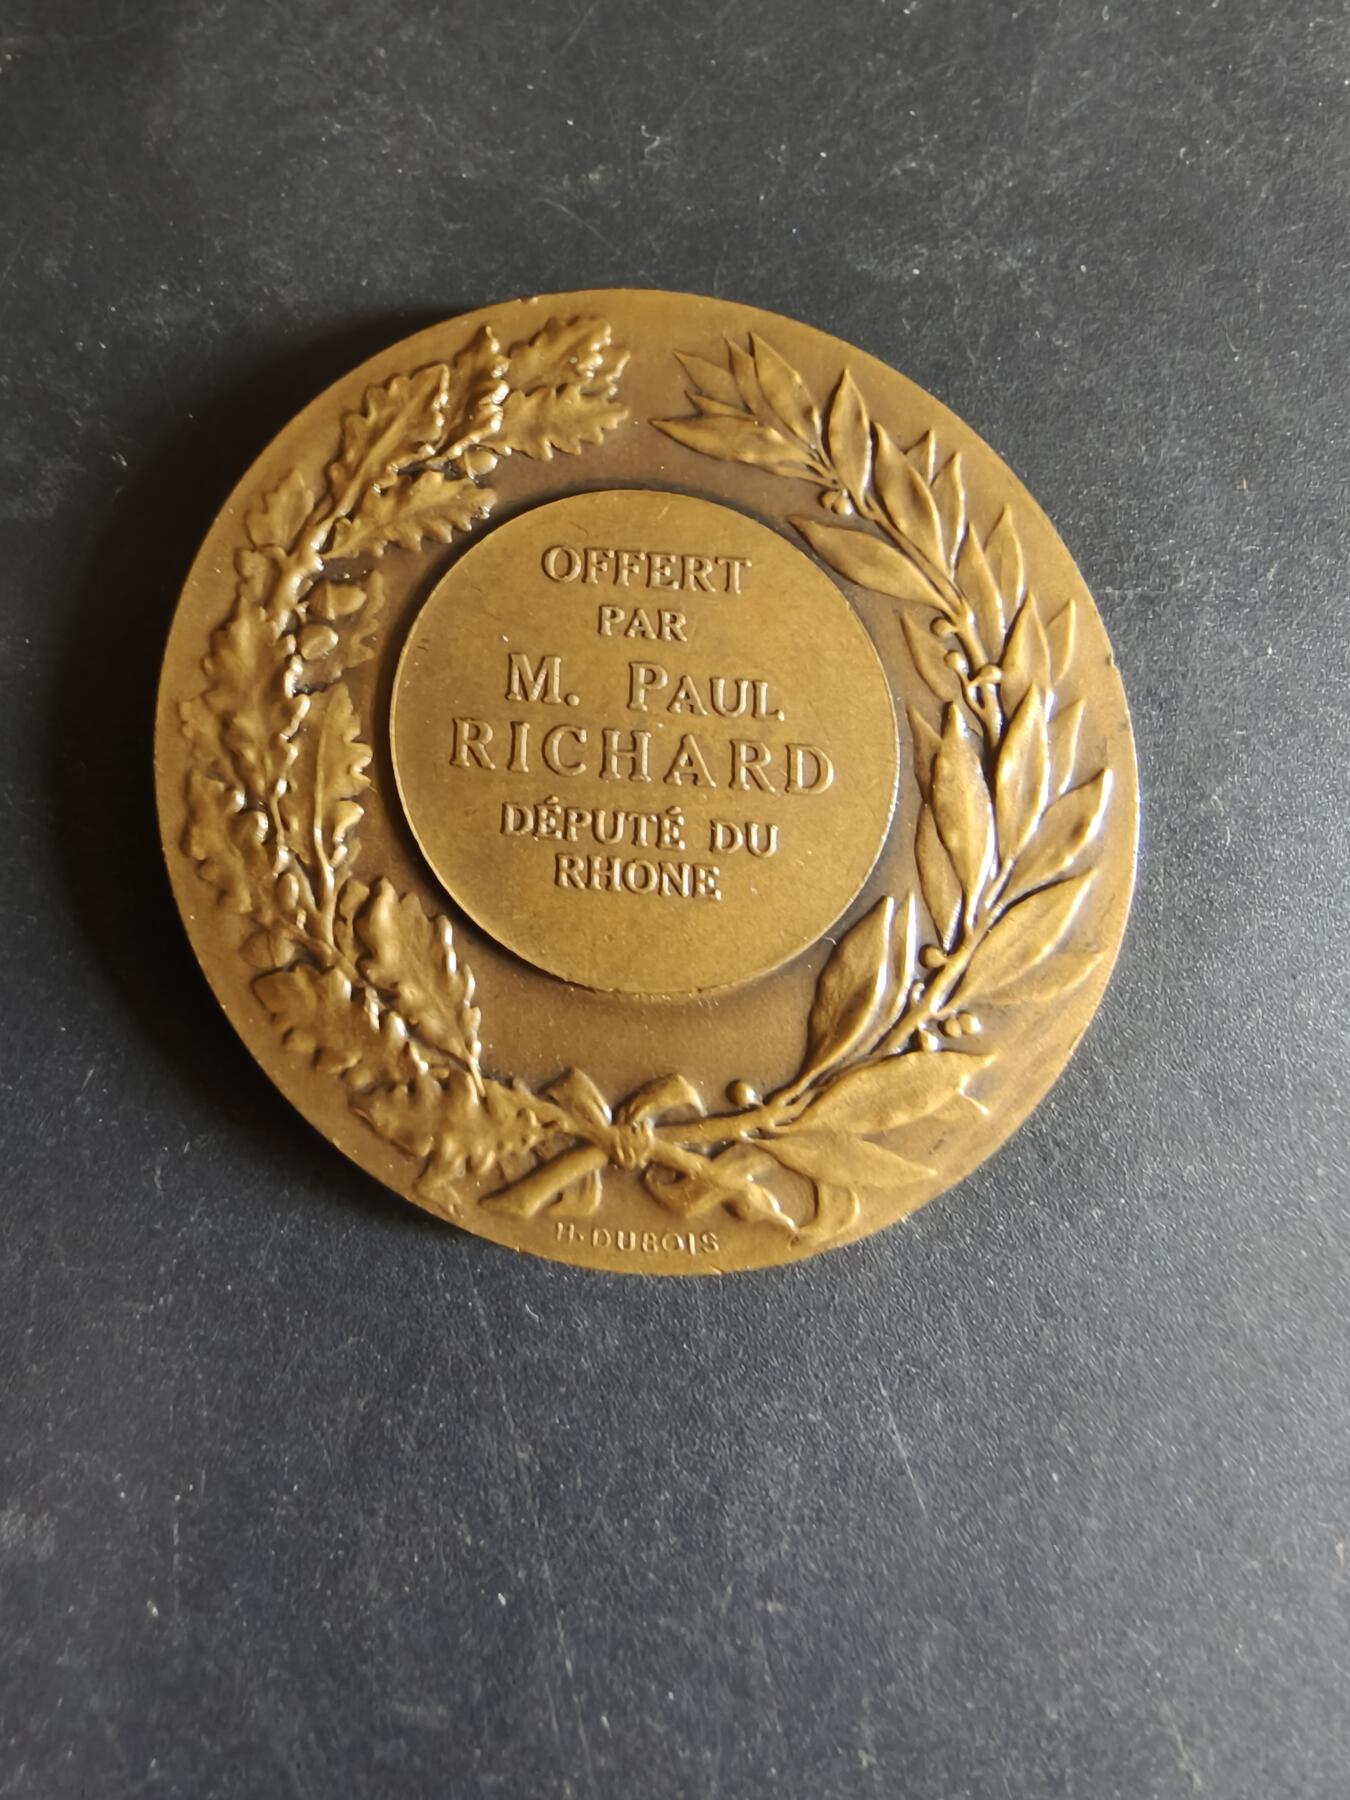 OFFERT
PAR
M. PAUL
RICHARD
DÉPUTÉ DU
RHONE
H. DUBOIS